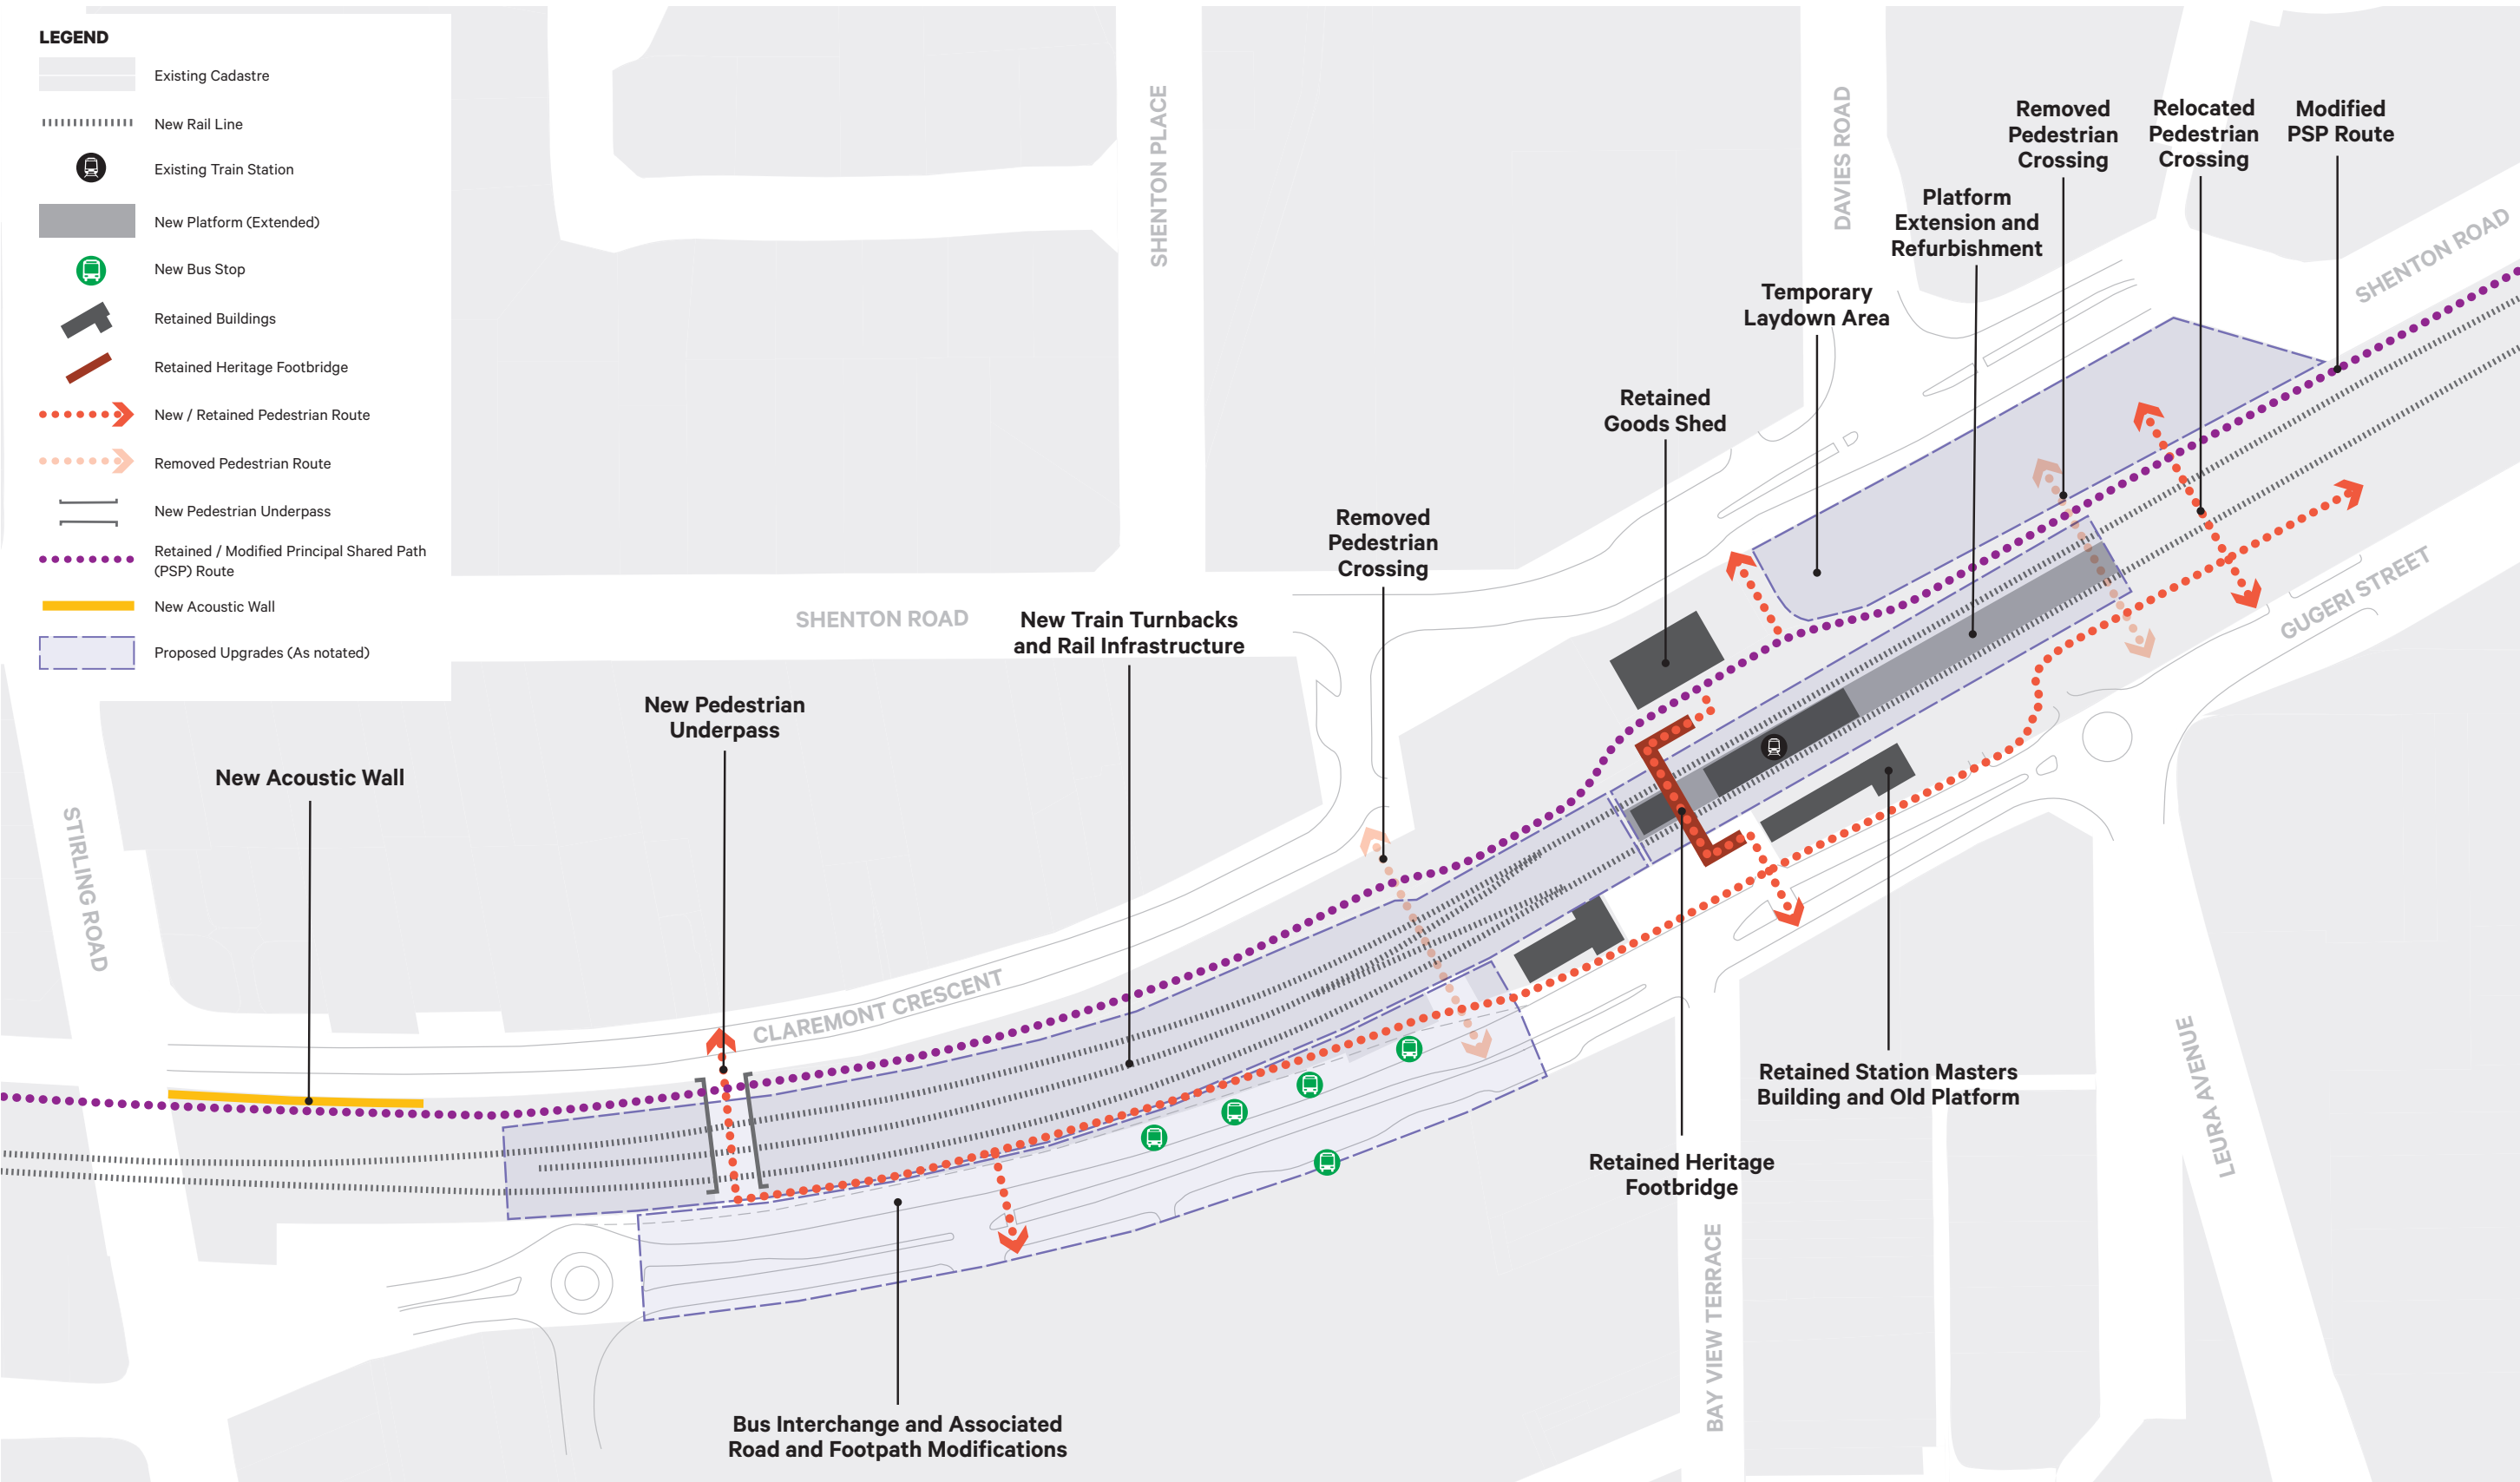 LEGEND
Existing Cadastre
New Rail Line
Existing Train Station
New Platform (Extended)
New Bus Stop
Retained Buildings
Retained Heritage Footbridge
New / Retained Pedestrian Route
Removed Pedestrian Route
New Pedestrian Underpass
Retained / Modified Principal Shared Path
(PSP) Route
New Acoustic Wall
Proposed Upgrades (As notated)
SHENTON PLACE
DAVIES ROAD
Removed
Pedestrian
Crossing
Relocated
Pedestrian
Crossing
Modified
PSP Route
Platform
Extension and
Refurbishment
SHENTON ROAD
Temporary
Laydown Area
Retained
Goods Shed
Removed
Pedestrian
Crossing
GUGERI STREET
SHENTON ROAD
New Train Turnbacks
and Rail Infrastructure
New Pedestrian
Underpass
New Acoustic Wall
STIRLING ROAD
CLAREMONT CRESCENT
Retained Station Masters
Building and Old Platform
LEURA AVENUE
Retained Heritage
Footbridge
BAY VIEW TERRACE
Bus Interchange and Associated
Road and Footpath Modifications